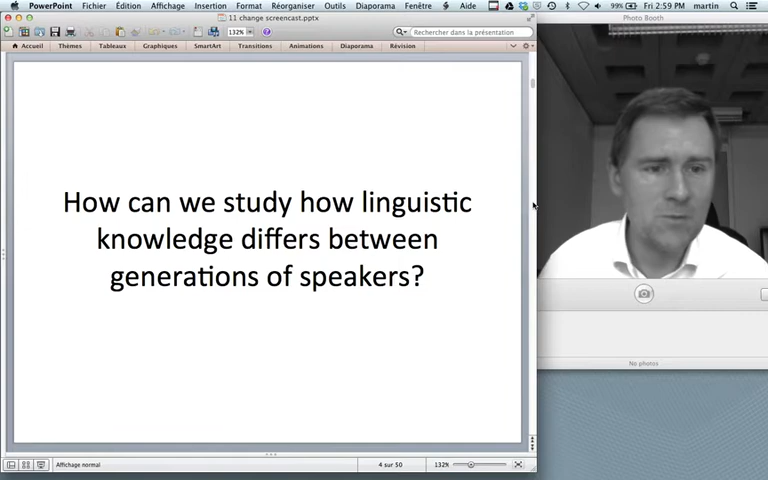 PowerPoint Fichier Édition Affichage Insertion Format Réorganiser Outils Diaporama Fenêtre Aide 99% Fri 2:59 PM martin
11 change screencast.pptx
Photo Booth
132% Rechercher dans la présentation
Accueil Thèmes Tableaux Graphiques SmartArt Transitions Animations Diaporama Révision
How can we study how linguistic
knowledge differs between
generations of speakers?
No photos
Affichage normal 4 sur 50 132%